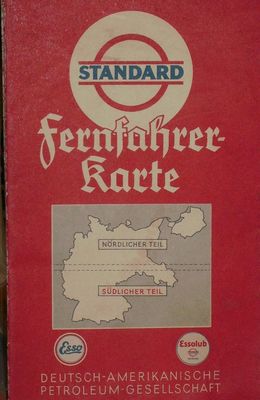 STANDARD
Fernfahrer-
Karte
NÖRDLICHER TEIL
SÜDLICHER TEIL
Esso
Essolub
DEUTSCH-AMERIKANISCHE
PETROLEUM-GESELLSCHAFT